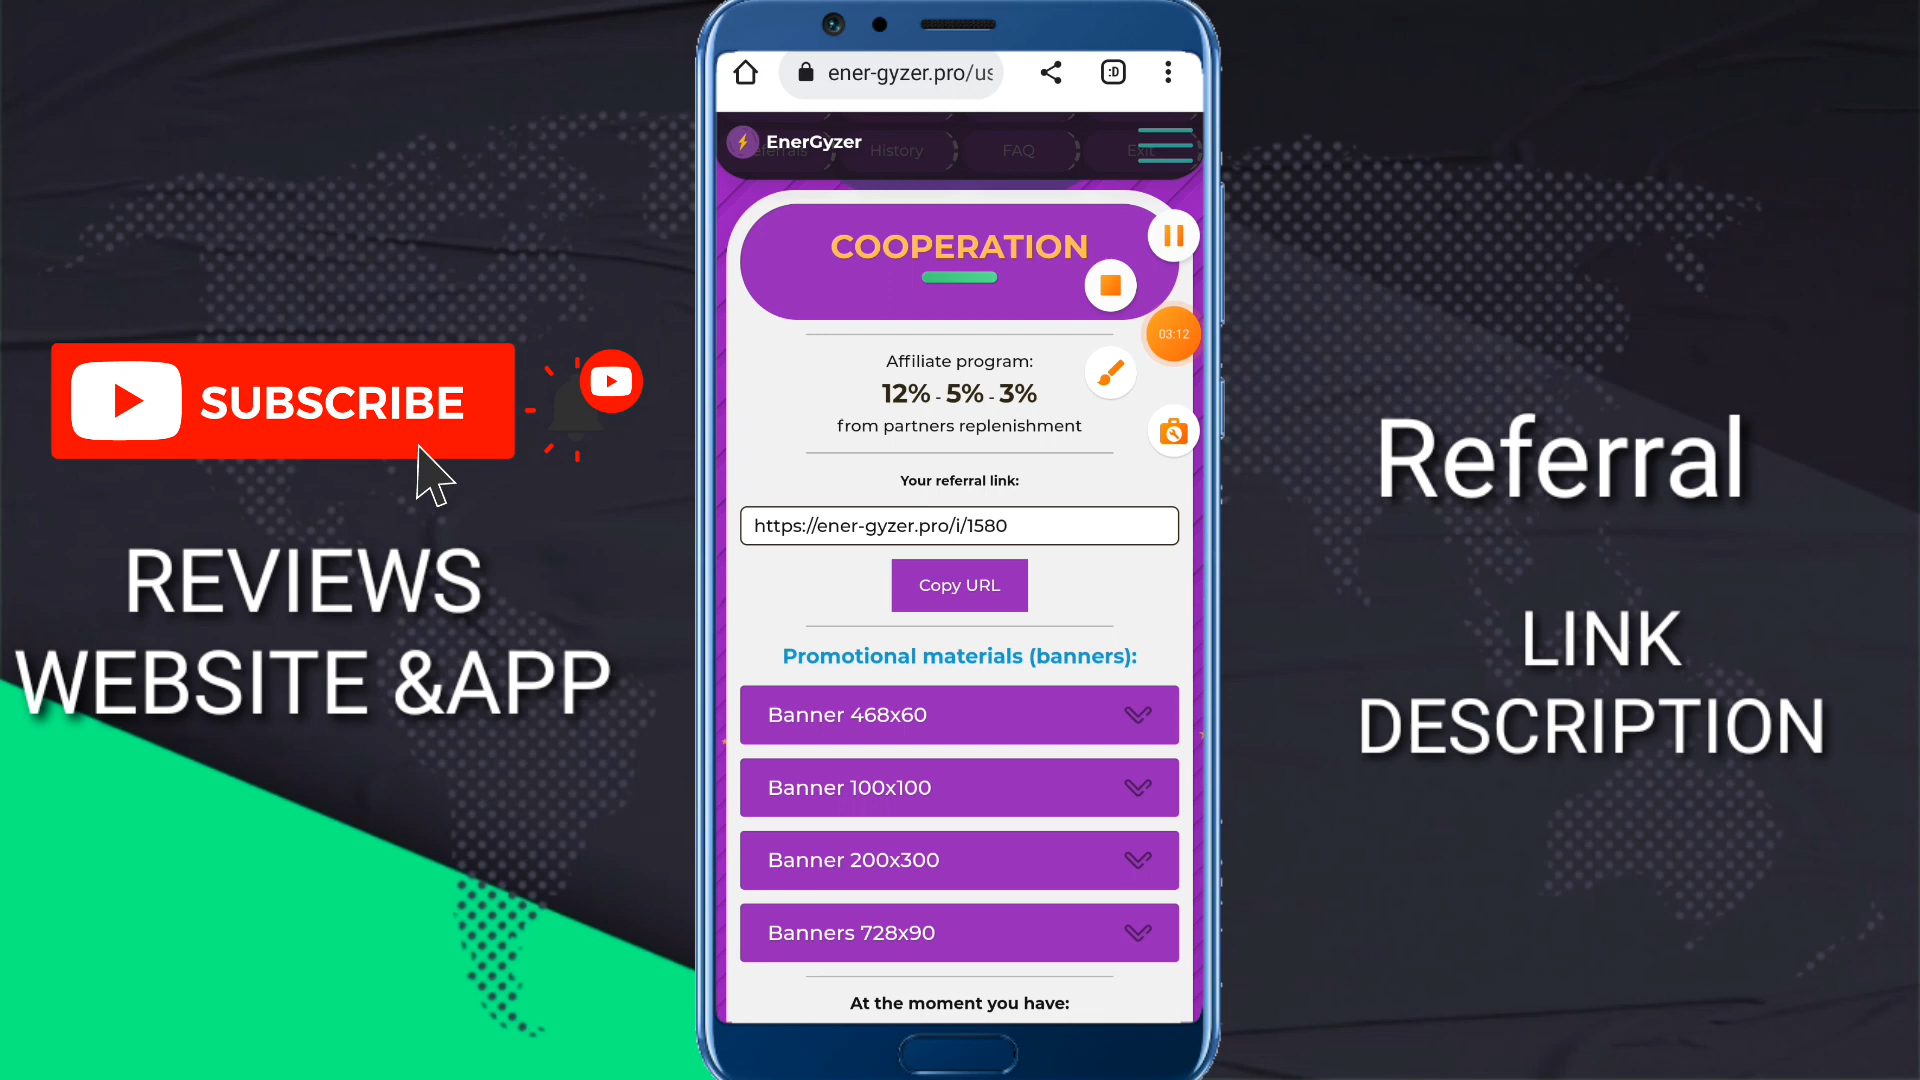 ener-gyzer.pro/us
:D
EnerGyzer
History
FAQ
Exit
COOPERATION
03:12
Affiliate program:
12% - 5% - 3%
from partners replenishment
Your referral link:
https://ener-gyzer.pro/i/1580
Copy URL
Promotional materials (banners):
Banner 468x60
Banner 100x100
Banner 200x300
Banners 728x90
At the moment you have:
SUBSCRIBE
REVIEWS
WEBSITE &APP
Referral
LINK
DESCRIPTION